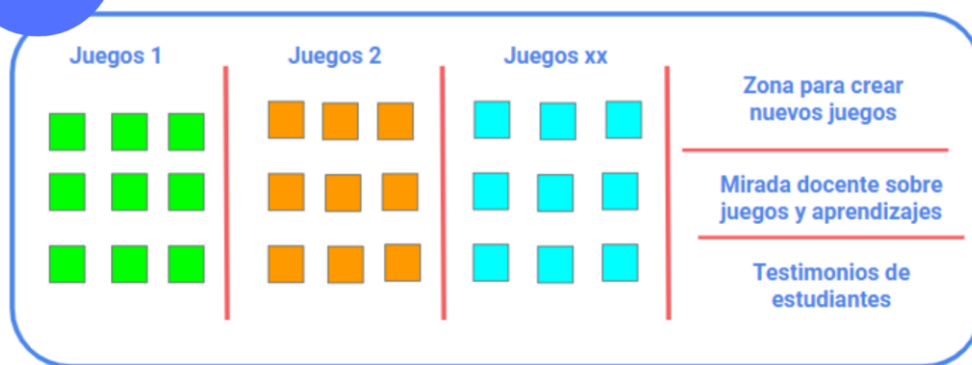 Juegos 1
Juegos 2
Juegos xx
Zona para crear
nuevos juegos
Mirada docente sobre
juegos y aprendizajes
Testimonios de
estudiantes